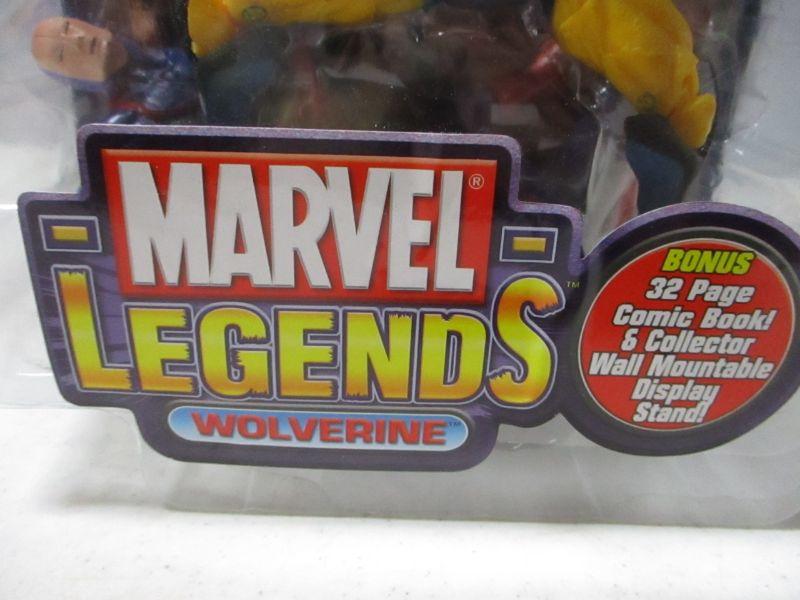 MARVEL®
LEGENDS™
WOLVERINE™
BONUS
32 Page
Comic Book!
& Collector
Wall Mountable
Display
Stand!